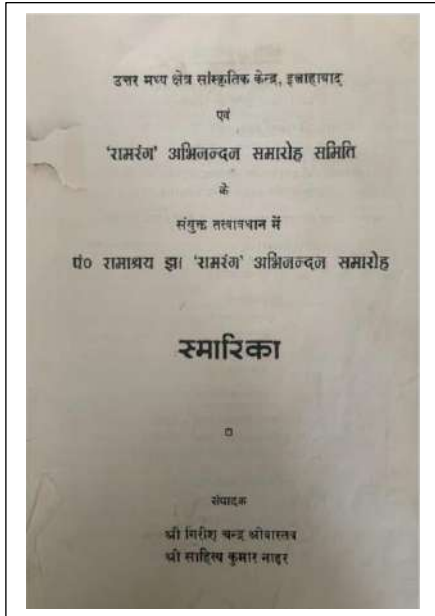 उत्तर मध्य क्षेत्र सांस्कृतिक केन्द्र, इलाहाबाद
एवं
'रामरंग' अभिनन्दन समारोह समिति
के
संयुक्त तत्वावधान में
पं० रामाश्रय झा 'रामरंग' अभिनन्दन समारोह
स्मारिका
संपादक
श्री गिरीश चन्द्र श्रीवास्तव
श्री साहित्य कुमार नाहर